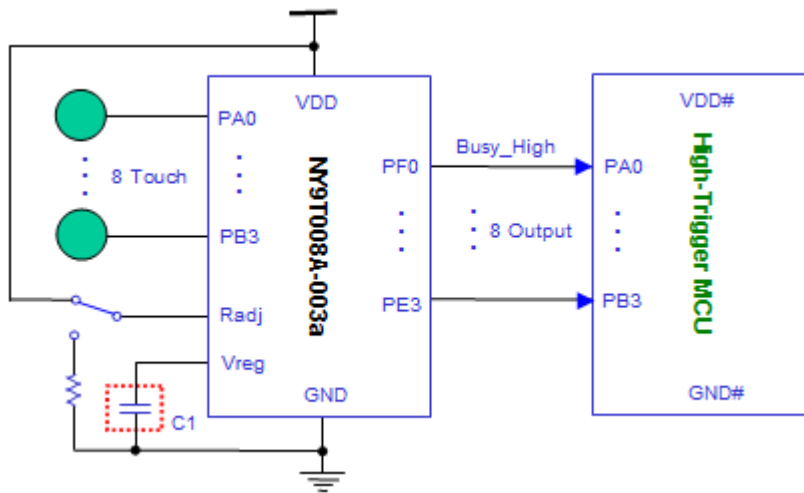 VDD
PA0
8 Touch
PB3
Radj
Vreg
GND
C1
NY9T008A-003a
PF0
PE3
Busy_High
8 Output
VDD#
PA0
PB3
High-Trigger MCU
GND#